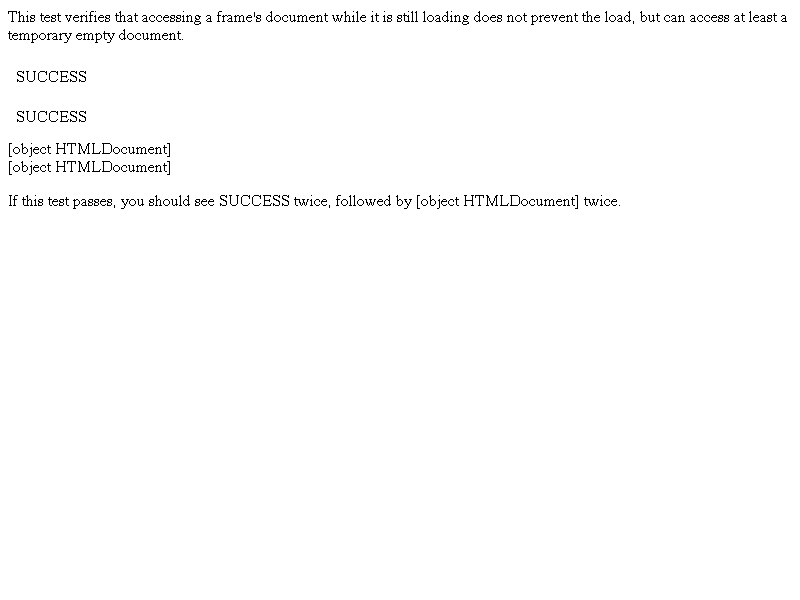 This test verifies that accessing a frame's document while it is still loading does not prevent the load, but can access at least a
temporary empty document.
SUCCESS
SUCCESS
[object HTMLDocument]
[object HTMLDocument]
If this test passes, you should see SUCCESS twice, followed by [object HTMLDocument] twice.